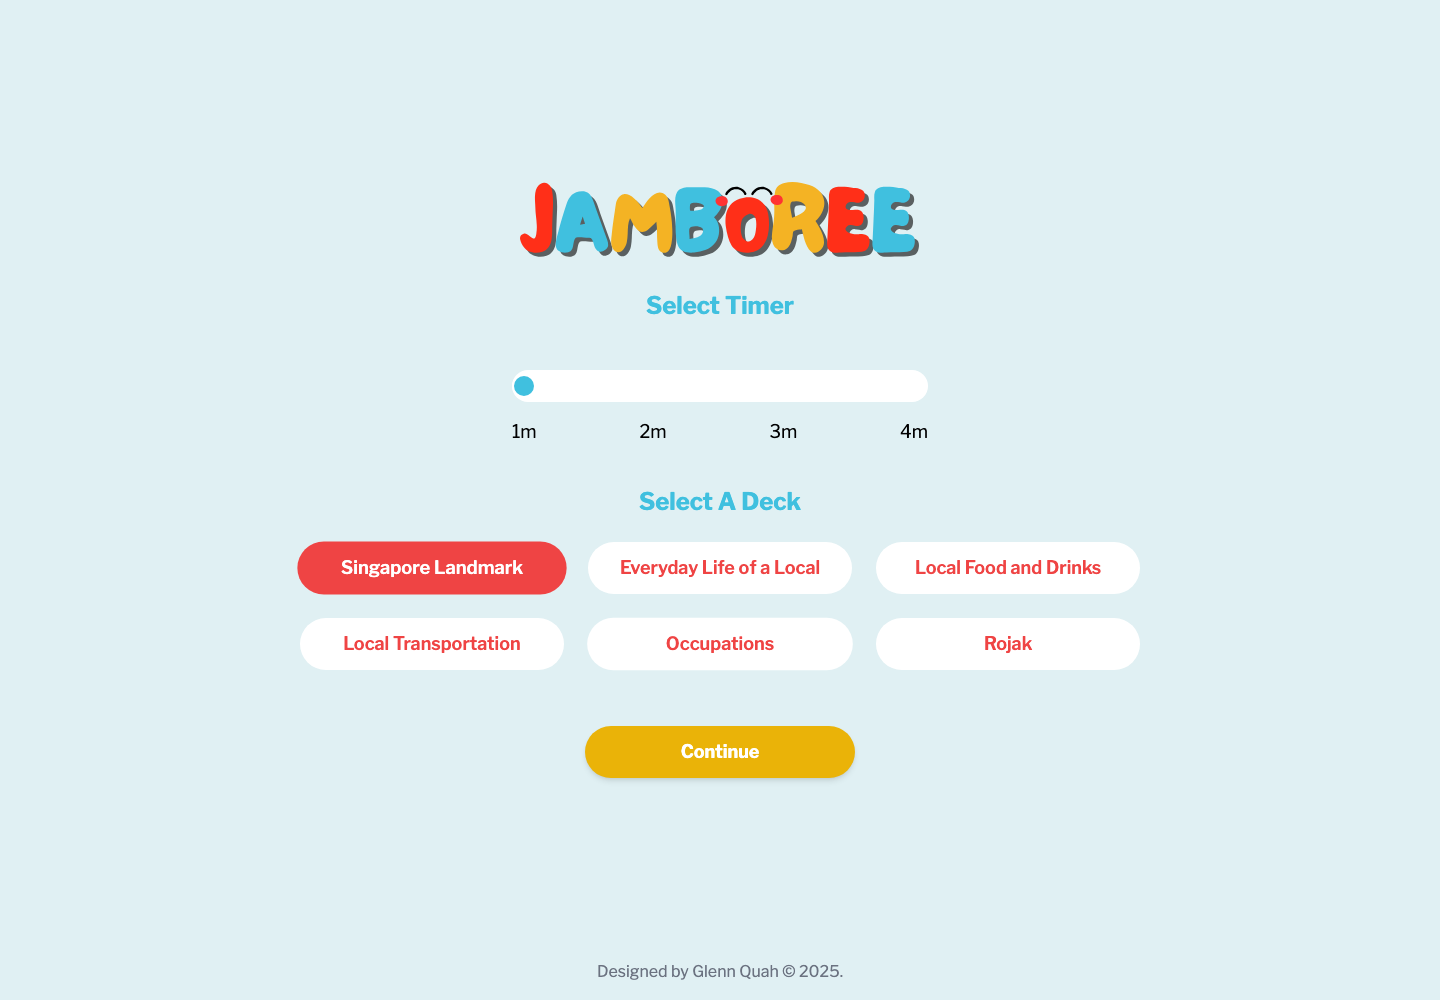 JAMBOREE
Select Timer
1m 2m 3m 4m
Select A Deck
Singapore Landmark Everyday Life of a Local Local Food and Drinks
Local Transportation Occupations Rojak
Continue
Designed by Glenn Quah © 2025.